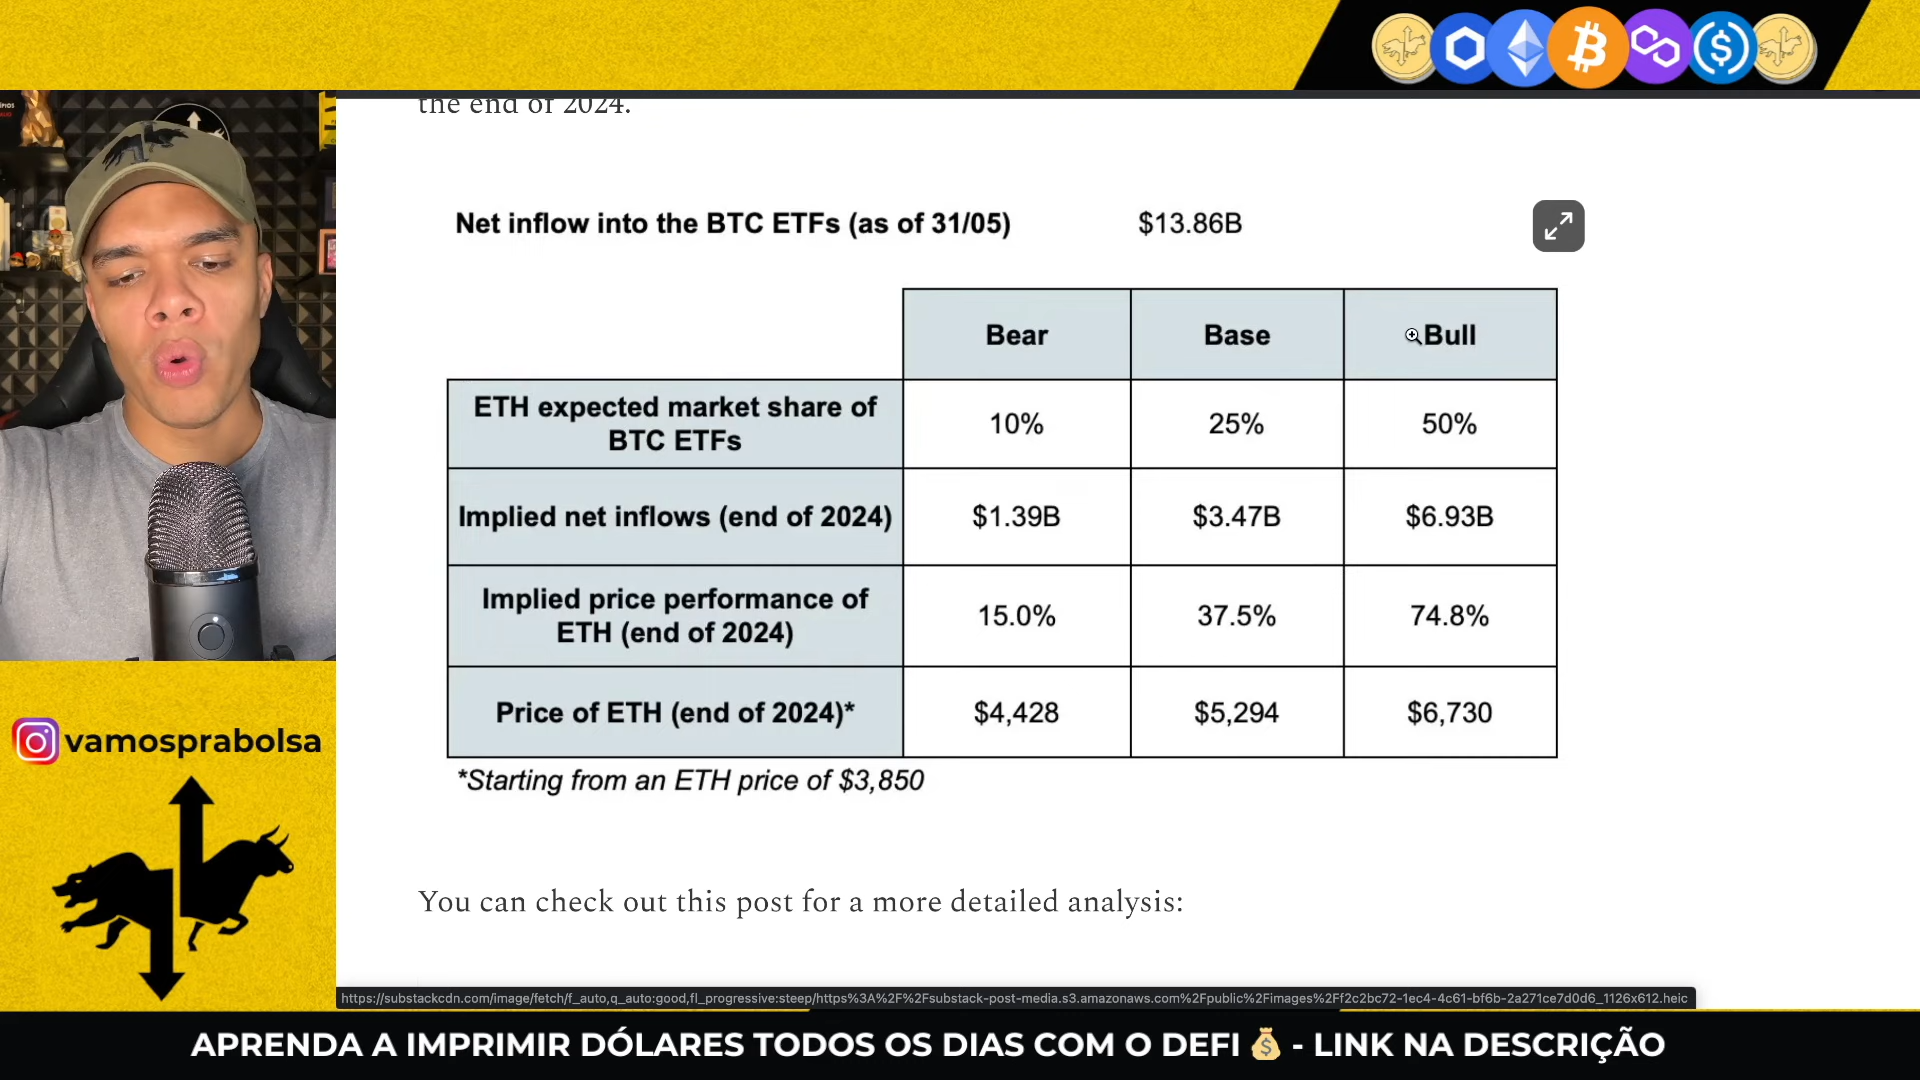 the end of 2024.
Net inflow into the BTC ETFs (as of 31/05) $13.86B
Bear Base Bull
ETH expected market share of
BTC ETFs
10% 25% 50%
Implied net inflows (end of 2024) $1.39B $3.47B $6.93B
Implied price performance of
ETH (end of 2024)
15.0% 37.5% 74.8%
Price of ETH (end of 2024)* $4,428 $5,294 $6,730
*Starting from an ETH price of $3,850
You can check out this post for a more detailed analysis:
vamosprabolsa
https://substackcdn.com/image/fetch/f_auto,q_auto:good,fl_progressive:steep/https%3A%2F%2Fsubstack-post-media.s3.amazonaws.com%2Fpublic%2Fimages%2Ff2c2bc72-1ec4-4c61-bf6b-2a271ce7d0d6_1126x612.heic
APRENDA A IMPRIMIR DÓLARES TODOS OS DIAS COM O DEFI 💰 - LINK NA DESCRIÇÃO